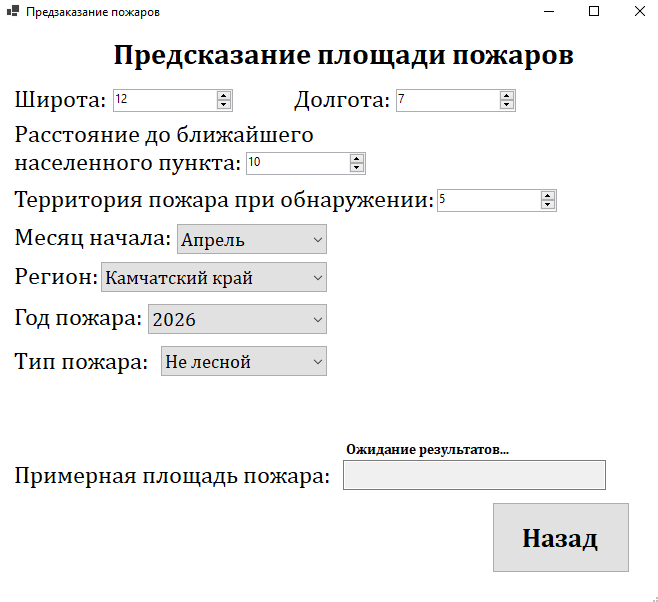 Предзаказание пожаров
Предсказание площади пожаров
Широта: 12 Долгота: 7
Расстояние до ближайшего
населенного пункта: 10
Территория пожара при обнаружении: 5
Месяц начала: Апрель
Регион: Камчатский край
Год пожара: 2026
Тип пожара: Не лесной
Ожидание результатов...
Примерная площадь пожара:
Назад